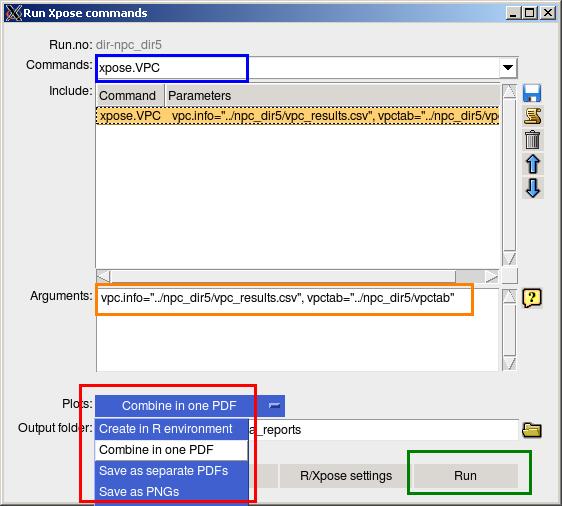 Run Xpose commands
Run.no: dir-npc_dir5
Commands: xpose.VPC
Include: Command Parameters
xpose.VPC vpc.info="../npc_dir5/vpc_results.csv", vpctab="../npc_dir5/vpc
Arguments: vpc.info="../npc_dir5/vpc_results.csv", vpctab="../npc_dir5/vpctab"
?
Plots: Combine in one PDF
Create in R environment
Output folder: a_reports
Combine in one PDF
Save as separate PDFs
R/Xpose settings Run
Save as PNGs